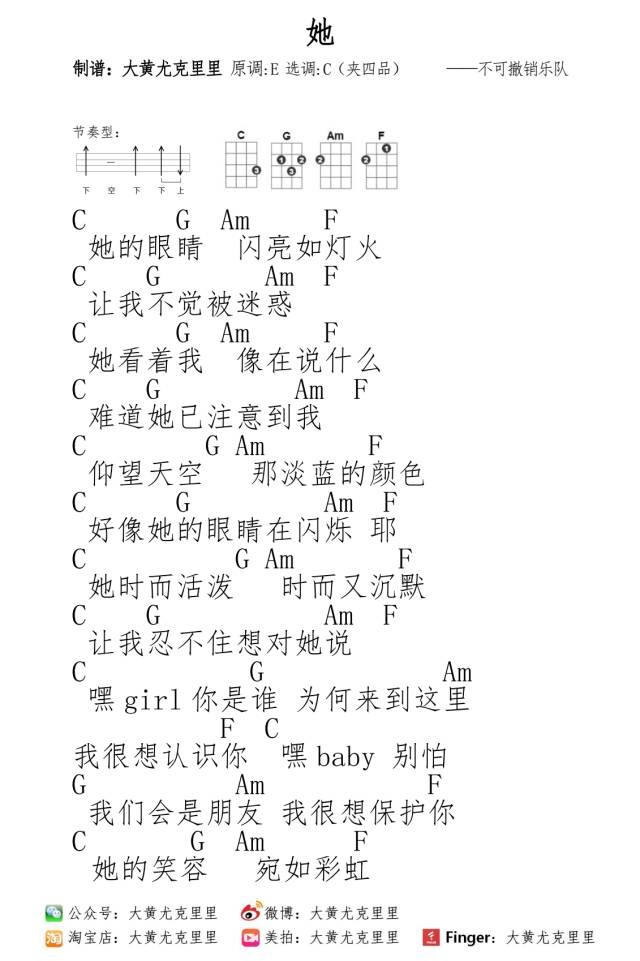 她
制谱：大黄尤克里里 原调:E 选调:C（夹四品） ——不可撤销乐队
节奏型：
C G Am F
3 1 2 3 2 1 2
下 空 下 下 上
C G Am F
她的眼睛 闪亮如灯火
C G Am F
让我不觉被迷惑
C G Am F
她看着我 像在说什么
C G Am F
难道她已注意到我
C G Am F
仰望天空 那淡蓝的颜色
C G Am F
好像她的眼睛在闪烁 耶
C G Am F
她时而活泼 时而又沉默
C G Am F
让我忍不住想对她说
C G Am
嘿 girl 你是谁 为何来到这里
F C
我很想认识你 嘿 baby 别怕
G Am F
我们会是朋友 我很想保护你
C G Am F
她的笑容 宛如彩虹
公众号：大黄尤克里里 微博：大黄尤克里里
淘宝店：大黄尤克里里 美拍：大黄尤克里里 Finger：大黄尤克里里